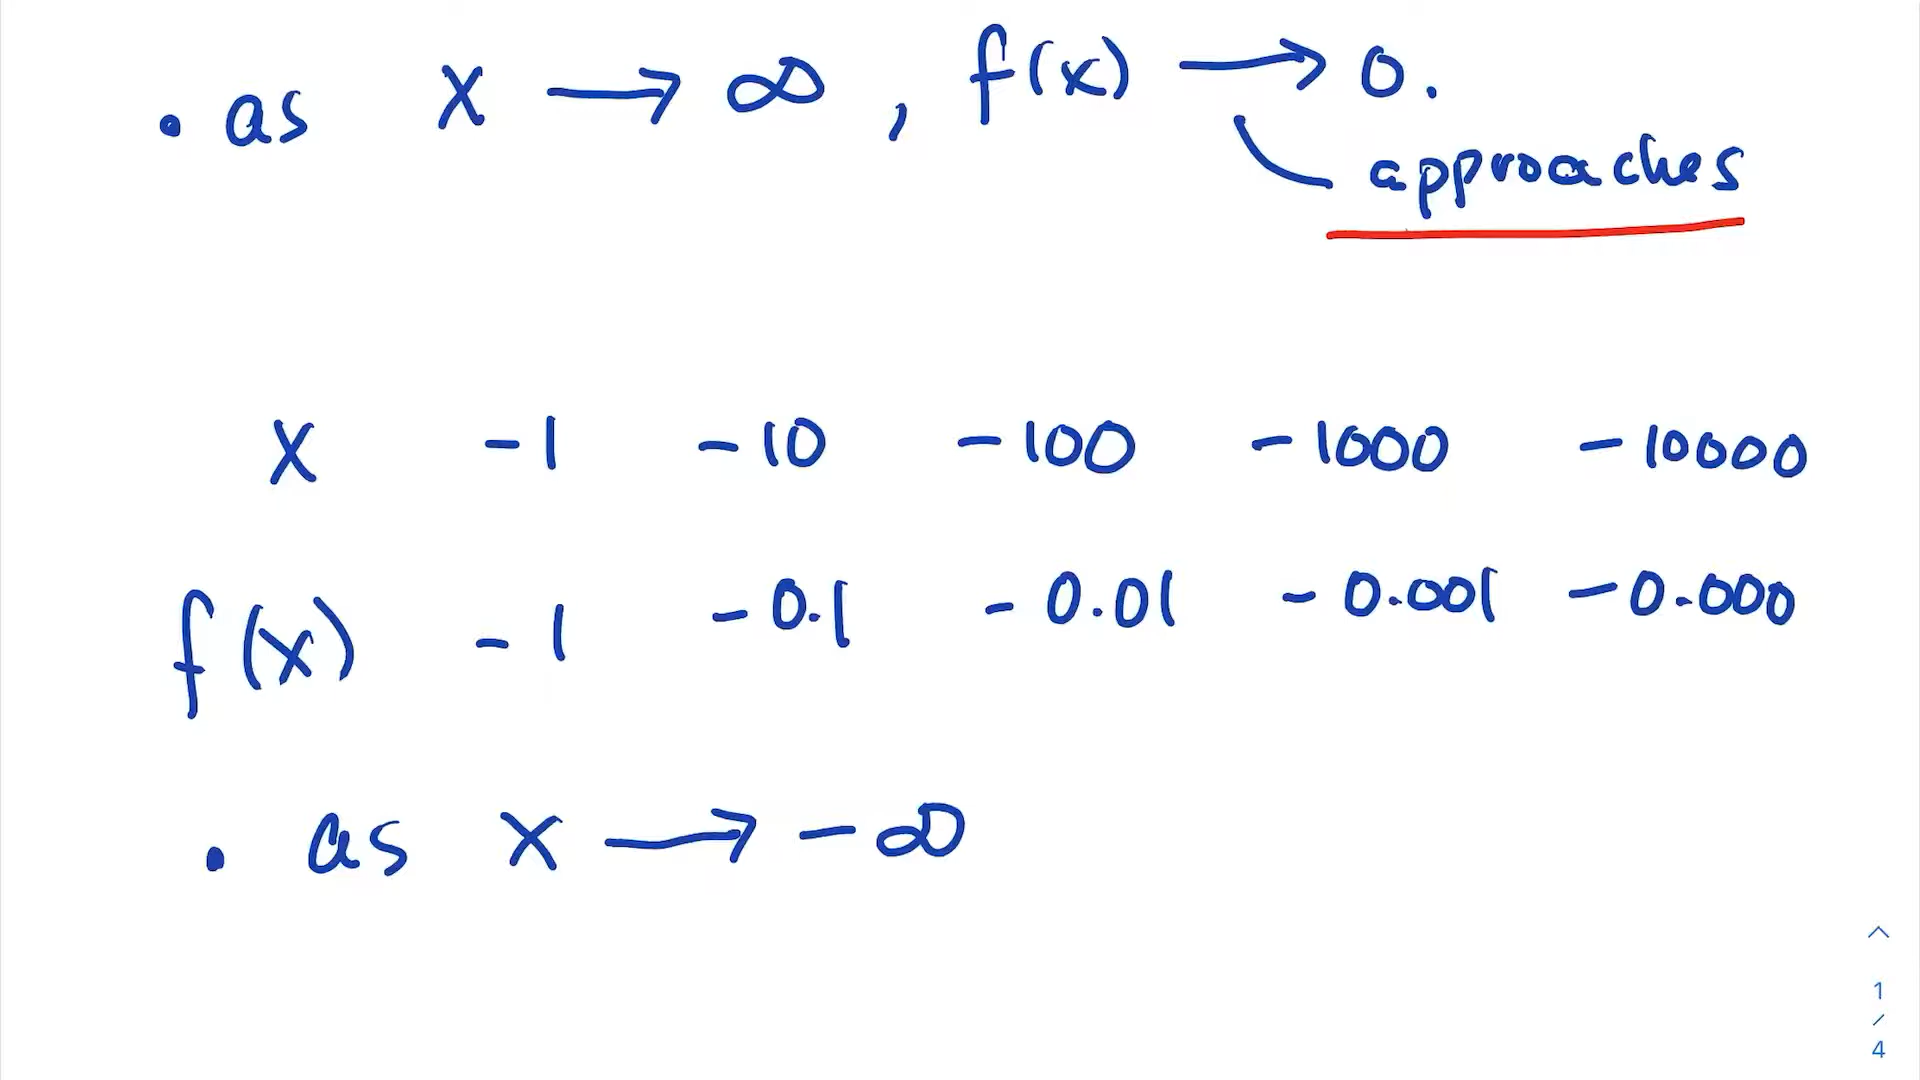 • as x → ∞, f(x) → 0.
approaches
x -1 -10 -100 -1000 -10000
f(x) -1 -0.1 -0.01 -0.001 -0.000
• as x → -∞
1
/
4